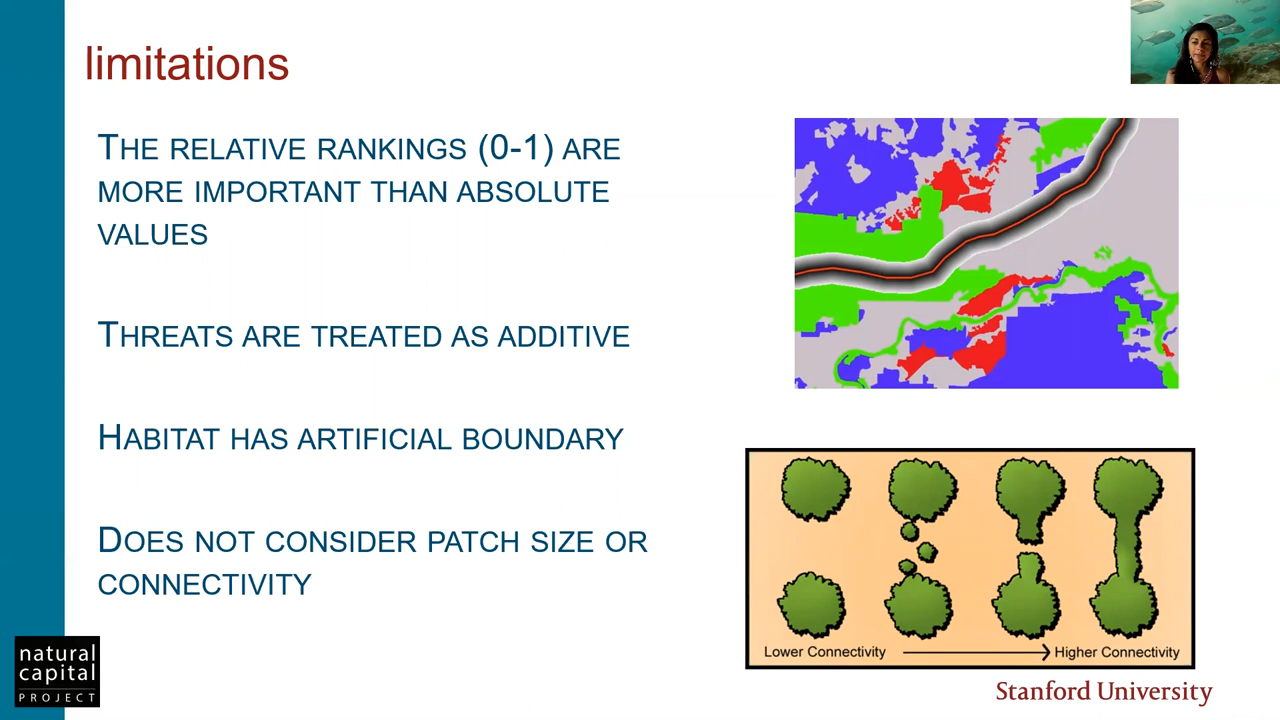 limitations
THE RELATIVE RANKINGS (0-1) ARE
MORE IMPORTANT THAN ABSOLUTE
VALUES
THREATS ARE TREATED AS ADDITIVE
HABITAT HAS ARTIFICIAL BOUNDARY
DOES NOT CONSIDER PATCH SIZE OR
CONNECTIVITY
Lower Connectivity
Higher Connectivity
natural
capital
PROJECT
Stanford University